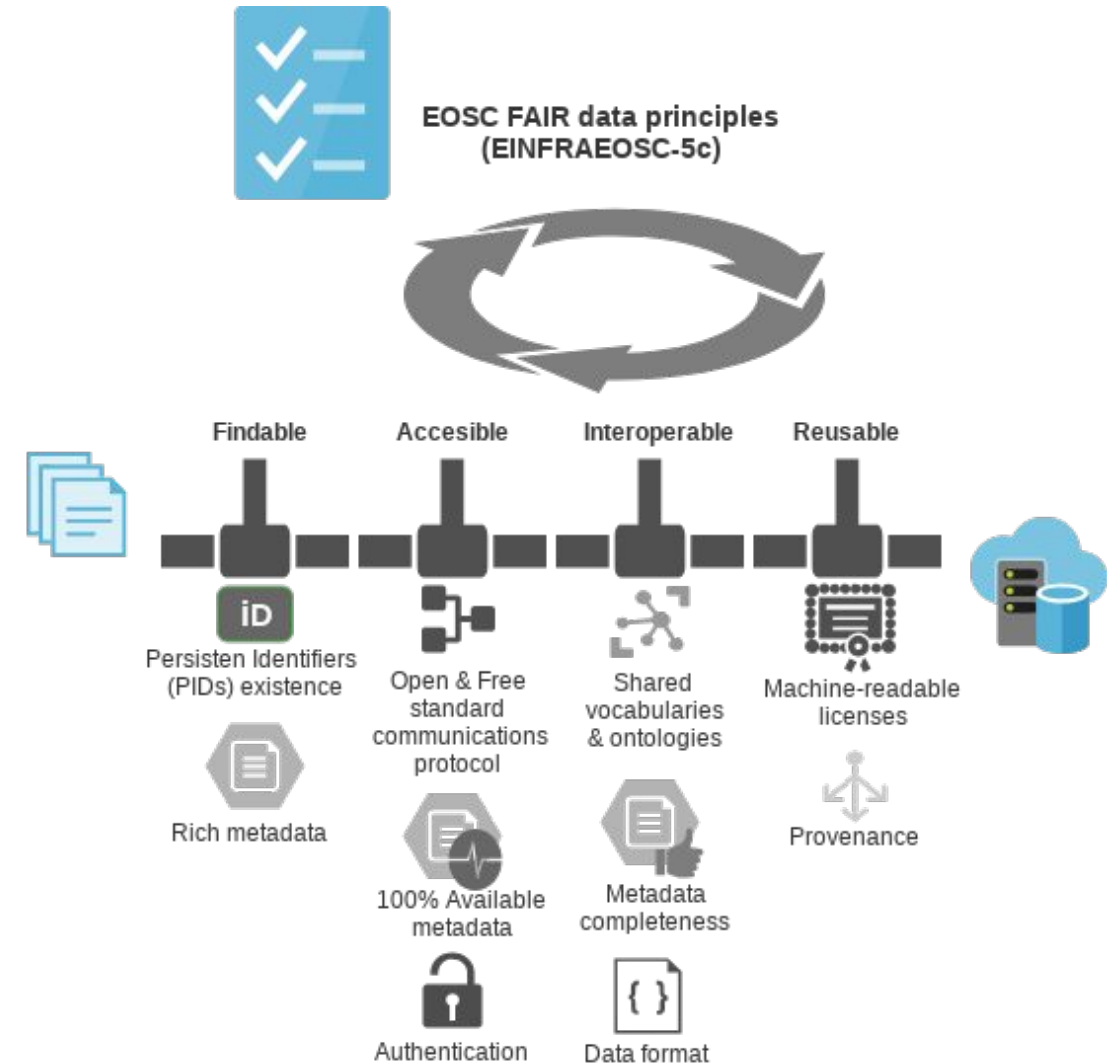 EOSC FAIR data principles
(EINFRAEOSC-5c)
Findable
Accesible
Interoperable
Reusable
iD
Persisten Identifiers
(PIDs) existence
Rich metadata
Open & Free
standard
communications
protocol
100% Available
metadata
Authentication
Shared
vocabularies
& ontologies
Metadata
completeness
{ }
Data format
Machine-readable
licenses
Provenance